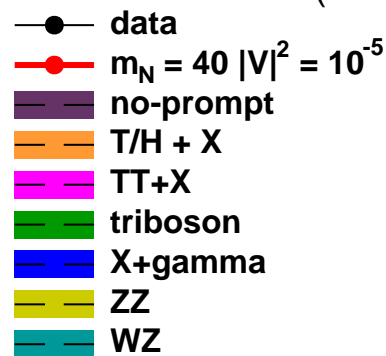 (
data
m_N = 40 |V|^2 = 10^-5
no-prompt
T/H + X
TT+X
triboson
X+gamma
ZZ
WZ